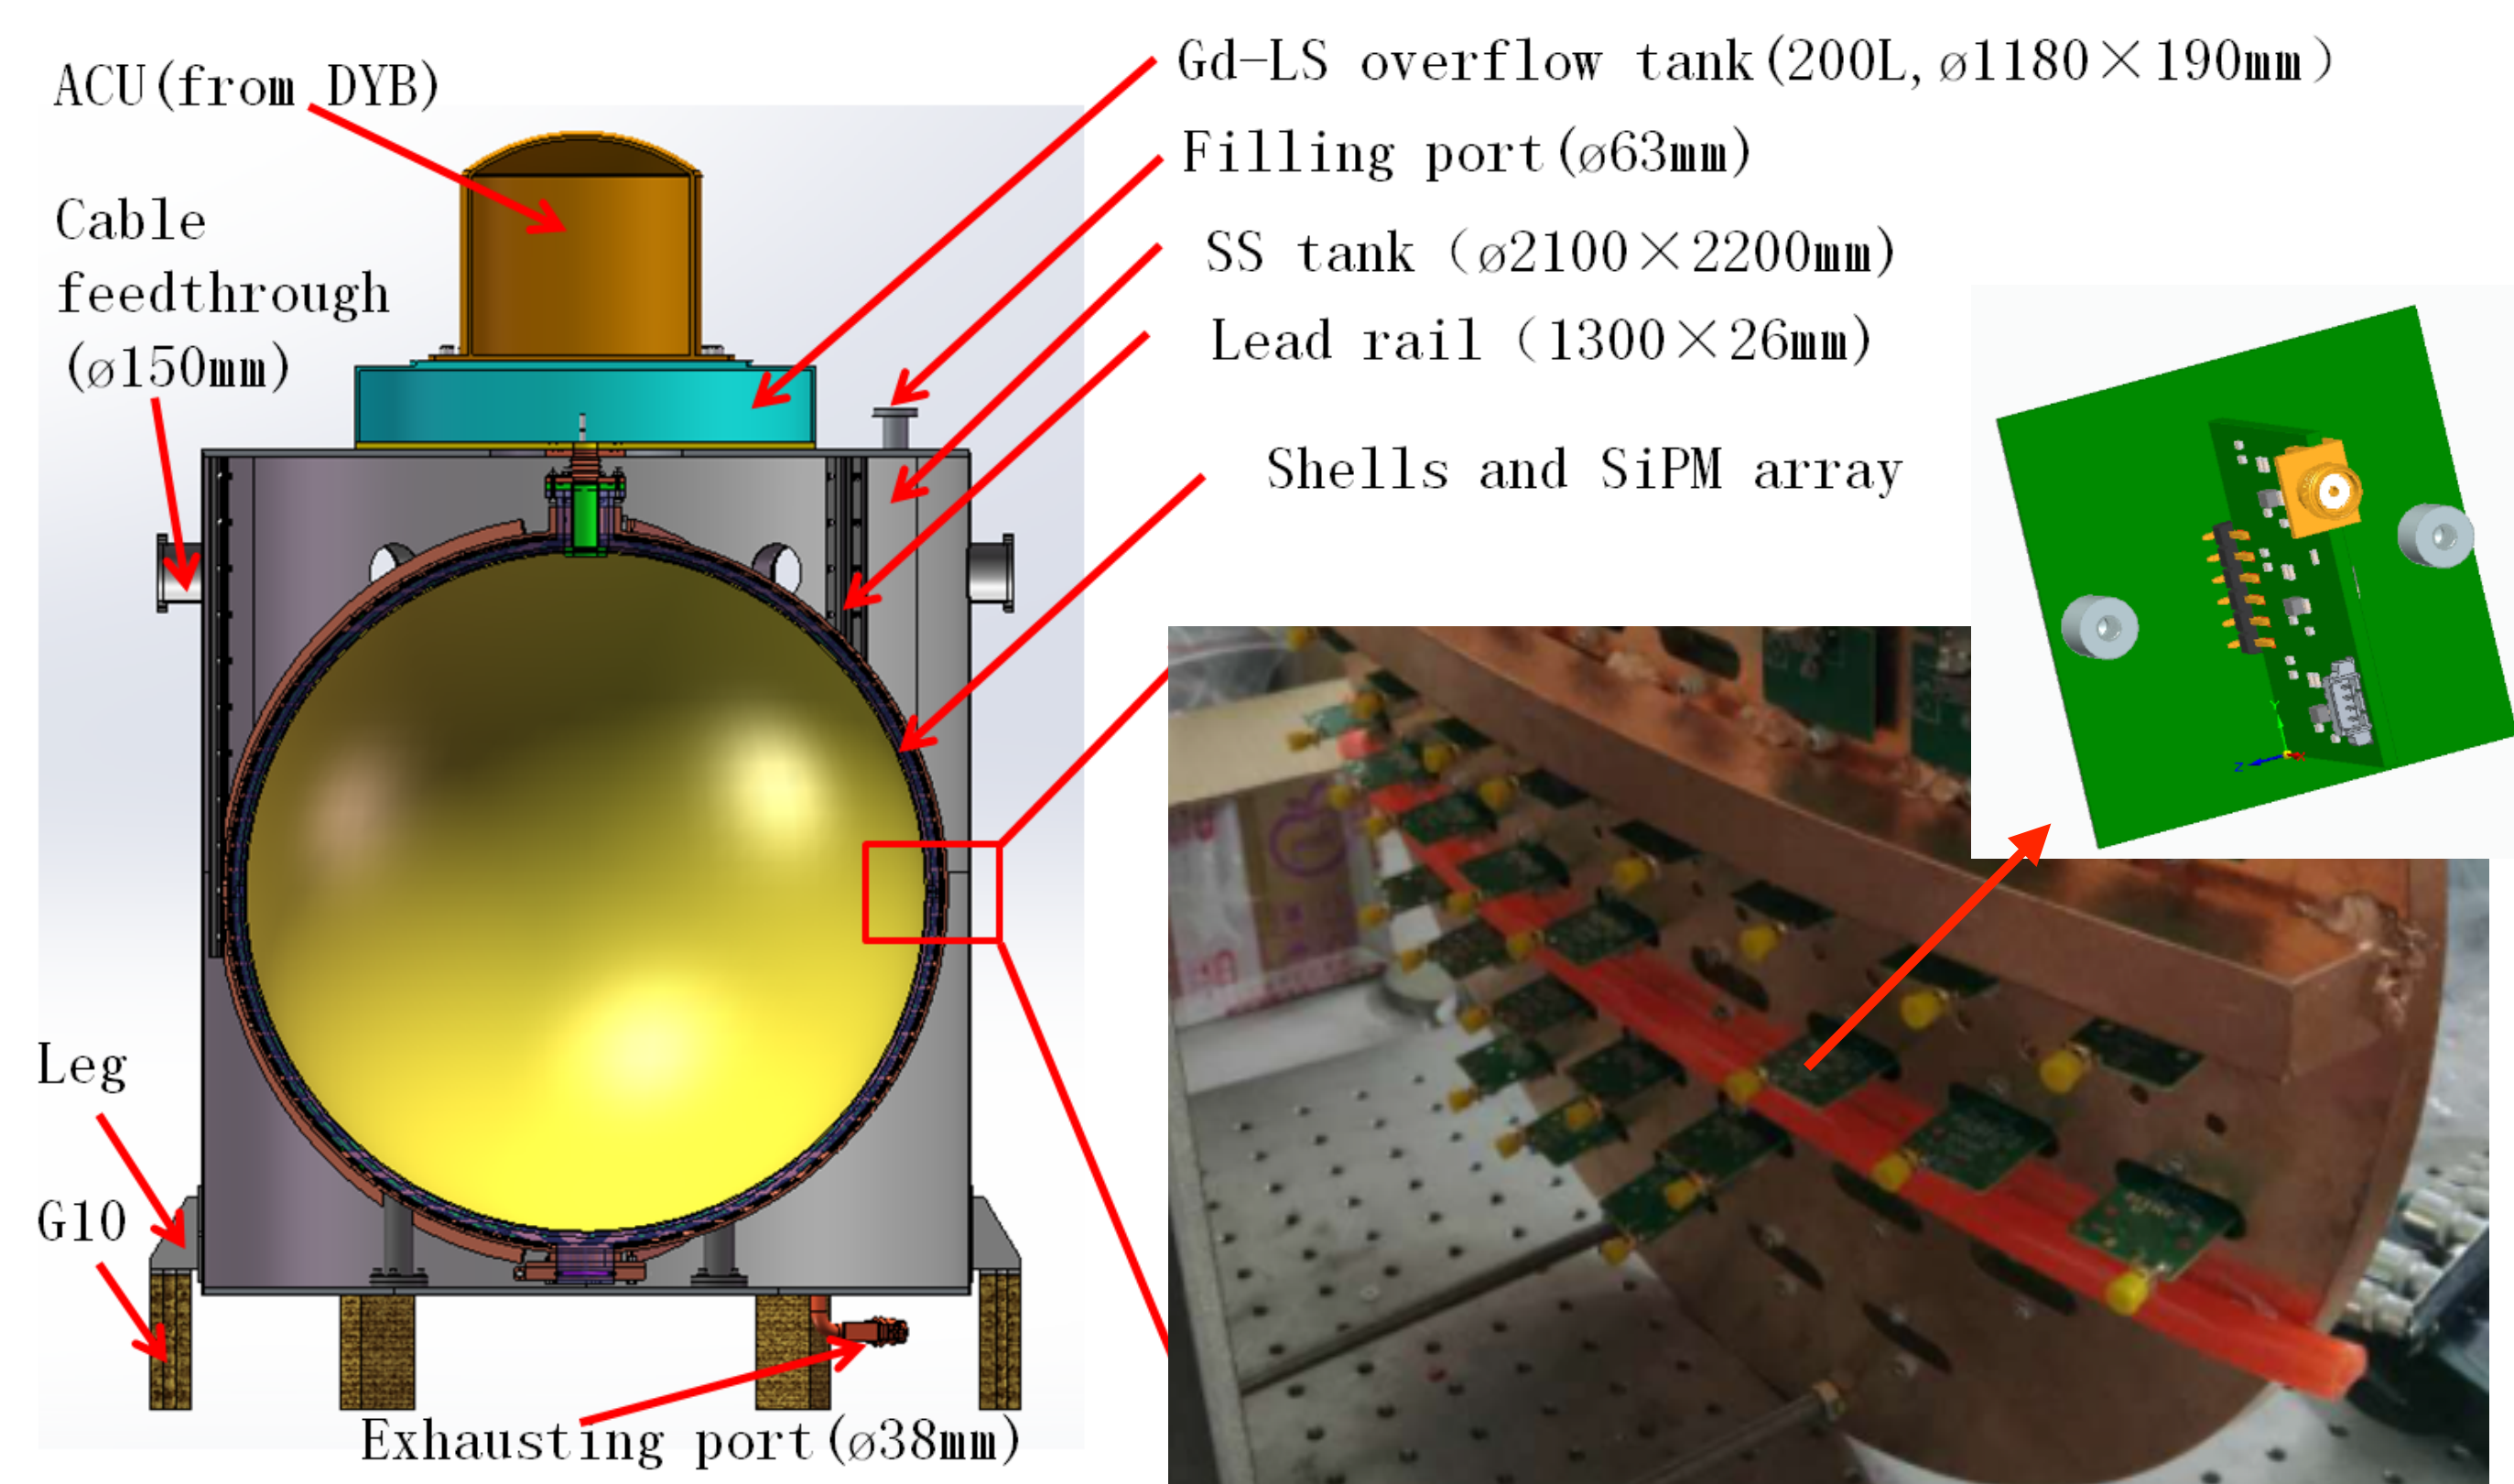 ACU(from DYB)
Cable
feedthrough
(ø150mm)
Leg
G10
Exhausting port(ø38mm)
Gd-LS overflow tank(200L,ø1180×190mm)
Filling port(ø63mm)
SS tank (ø2100×2200mm)
Lead rail (1300×26mm)
Shells and SiPM array
Y
Z
X